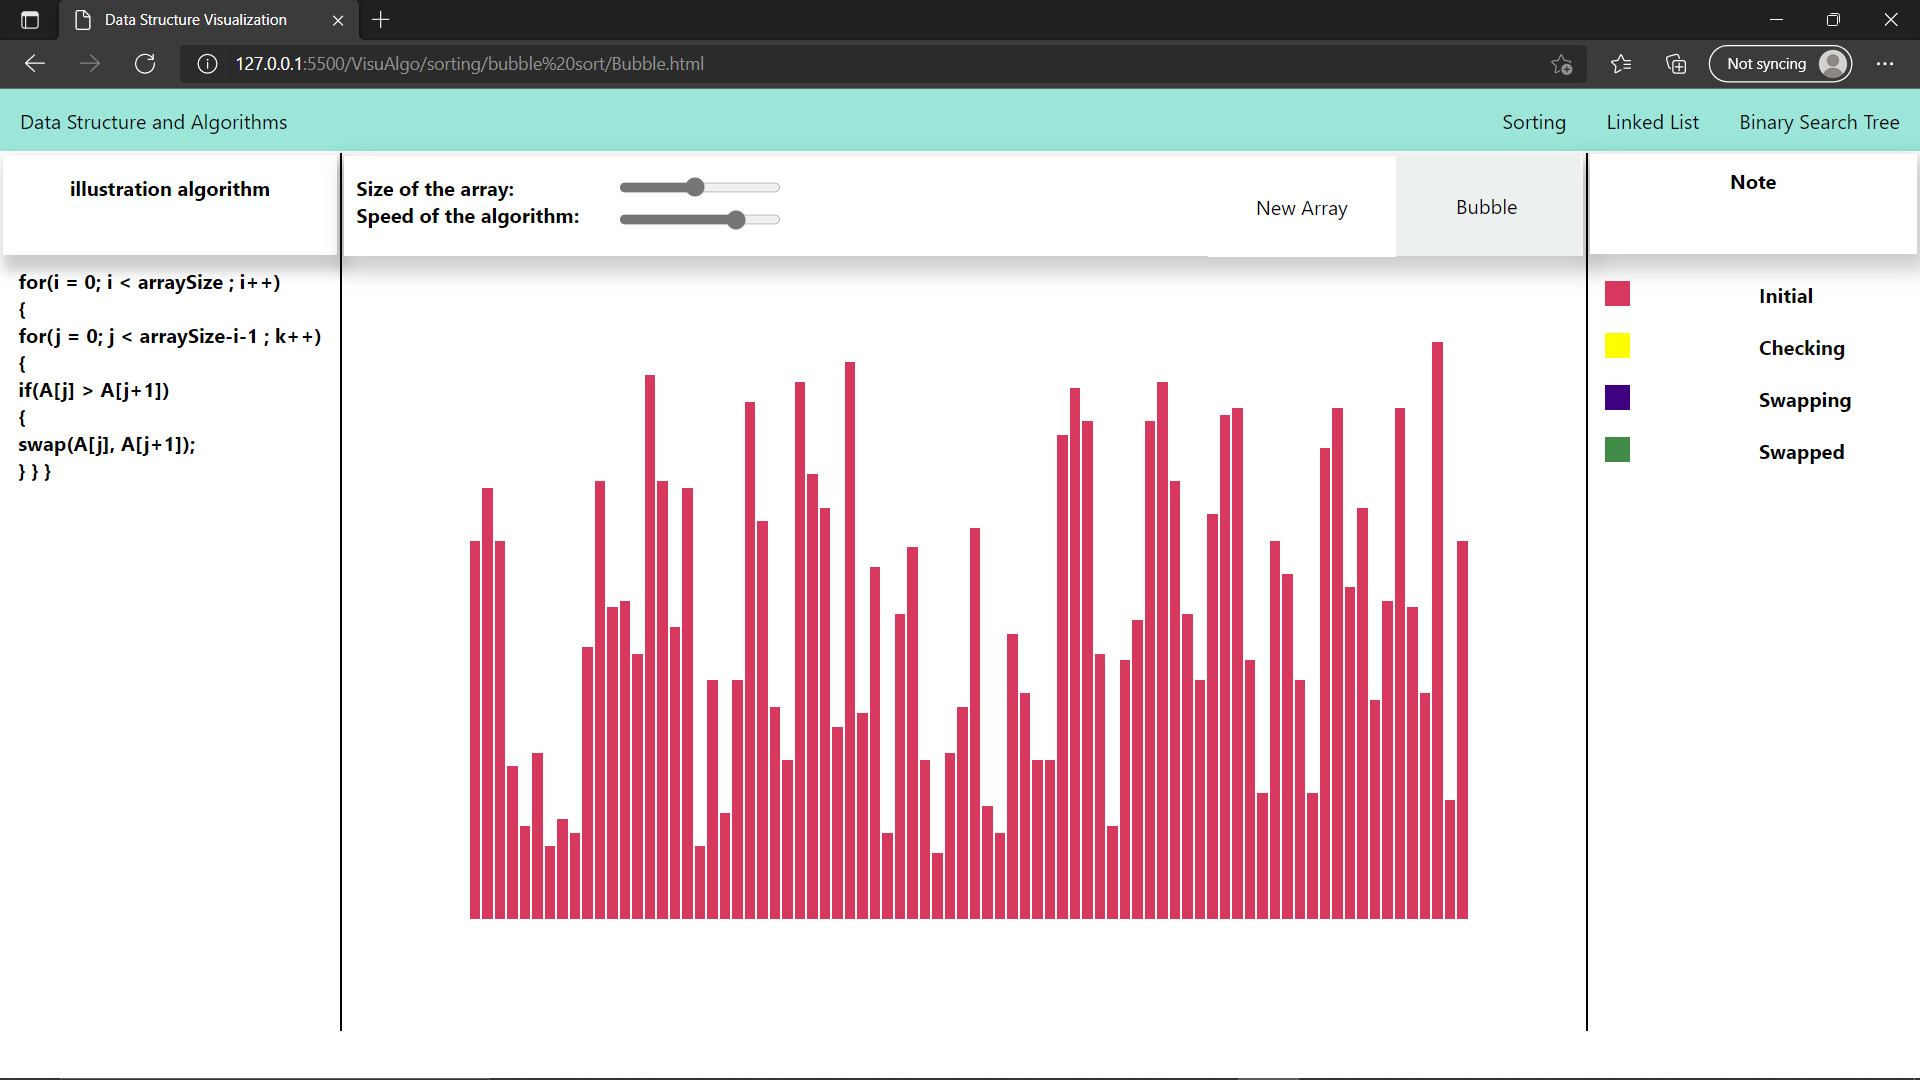 Data Structure Visualization
127.0.0.1:5500/VisuAlgo/sorting/bubble%20sort/Bubble.html
Not syncing
Data Structure and Algorithms
Sorting
Linked List
Binary Search Tree
illustration algorithm
for(i = 0; i < arraySize ; i++)
{
for(j = 0; j < arraySize-i-1 ; k++)
{
if(A[j] > A[j+1])
{
swap(A[j], A[j+1]);
} } }
Size of the array:
Speed of the algorithm:
New Array
Bubble
Note
Initial
Checking
Swapping
Swapped